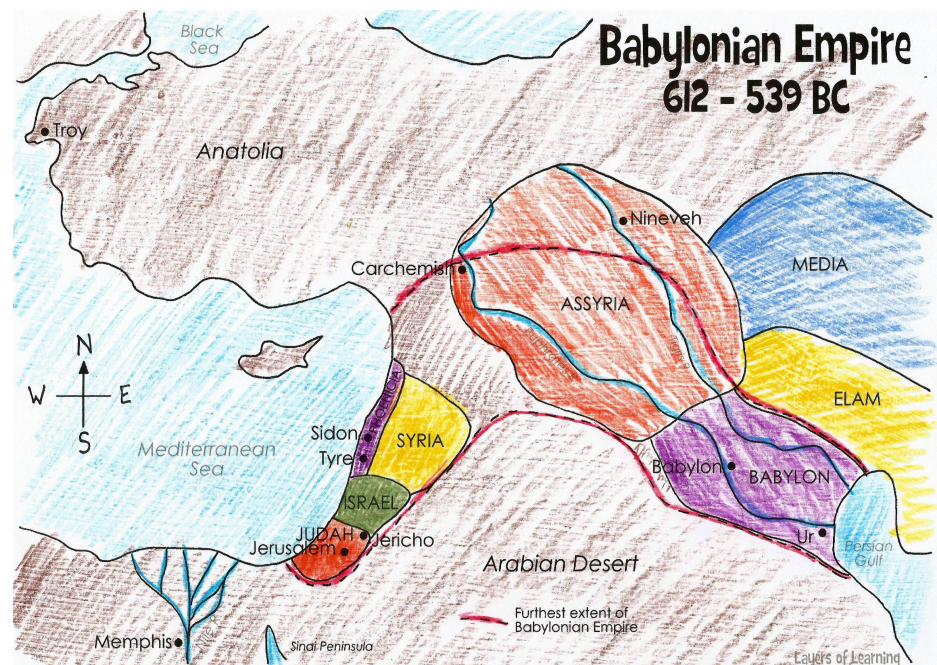 Babylonian Empire
612 - 539 BC
Black
Sea
Troy
Anatolia
Nineveh
MEDIA
Carchemish
ASSYRIA
N
W E
S
ELAM
PHOENICIA
Sidon
SYRIA
Tyre
Mediterranean
Sea
Babylon
BABYLON
ISRAEL
JUDAH
Jericho
Jerusalem
Ur
Persian
Gulf
Arabian Desert
Furthest extent of
Babylonian Empire
Memphis
Sinai Peninsula
Layers of Learning